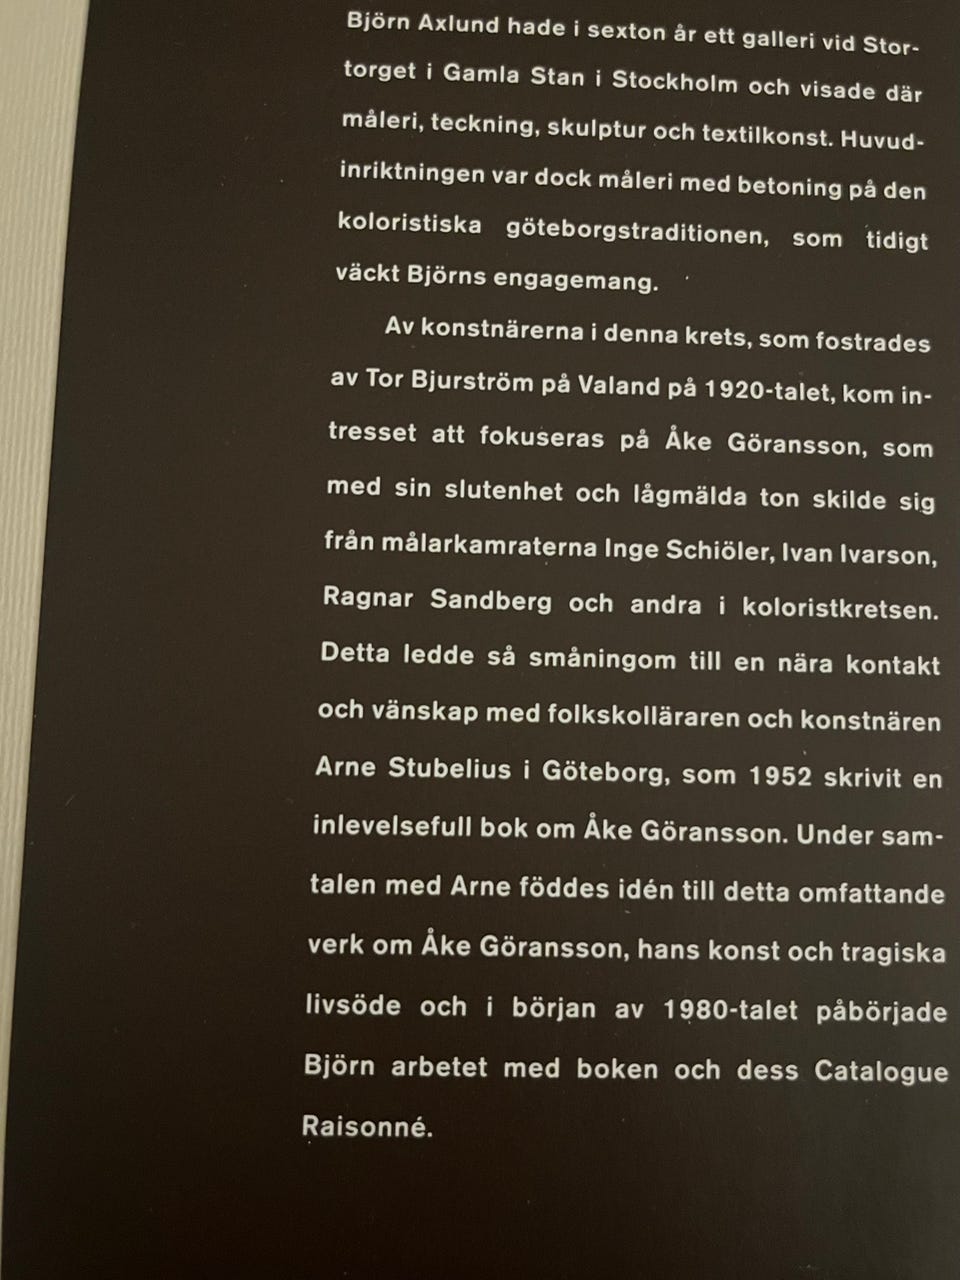 Björn Axlund hade i sexton år ett galleri vid Stor-
torget i Gamla Stan i Stockholm och visade där
måleri, teckning, skulptur och textilkonst. Huvud-
inriktningen var dock måleri med betoning på den
koloristiska göteborgstraditionen, som tidigt
väckt Björns engagemang.
Av konstnärerna i denna krets, som fostrades
av Tor Bjurström på Valand på 1920-talet, kom in-
tresset att fokuseras på Åke Göransson, som
med sin slutenhet och lågmälda ton skilde sig
från målarkamraterna Inge Schiöler, Ivan Ivarson,
Ragnar Sandberg och andra i koloristkretsen.
Detta ledde så småningom till en nära kontakt
och vänskap med folkskolläraren och konstnären
Arne Stubelius i Göteborg, som 1952 skrivit en
inlevelsefull bok om Åke Göransson. Under sam-
talen med Arne föddes idén till detta omfattande
verk om Åke Göransson, hans konst och tragiska
livsöde och i början av 1980-talet påbörjade
Björn arbetet med boken och dess Catalogue
Raisonné.